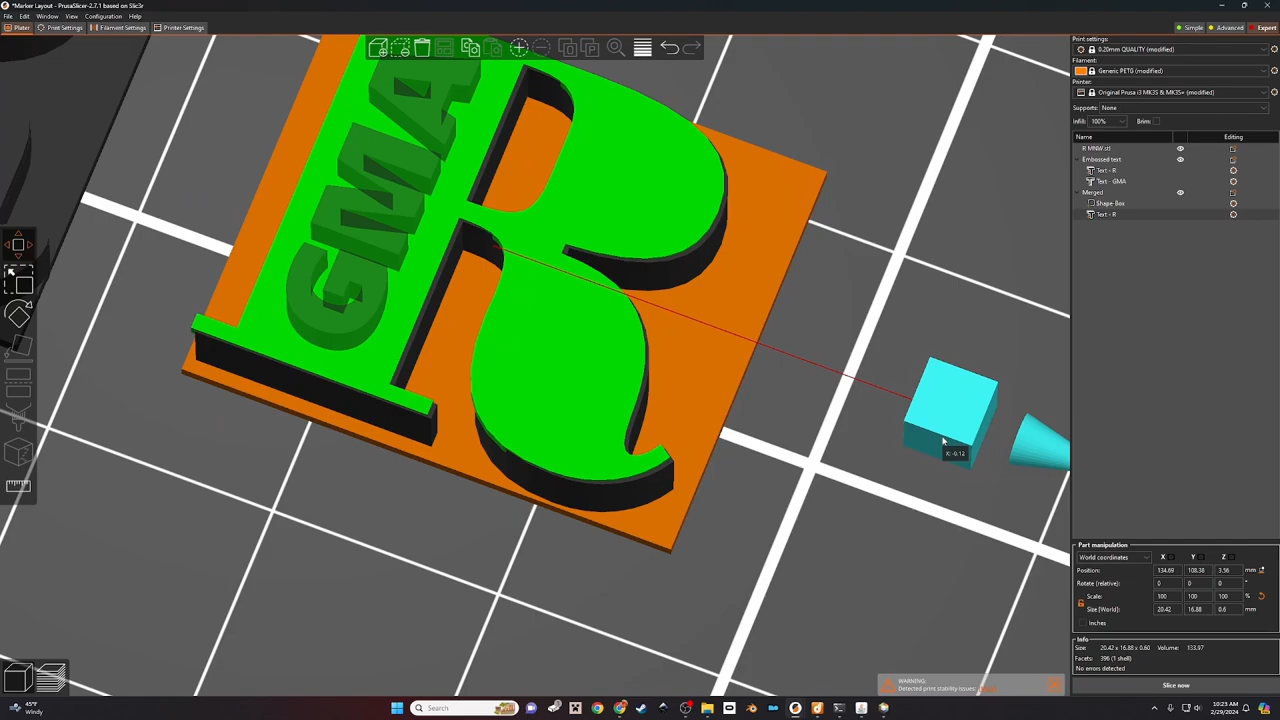 *Marker Layout - PrusaSlicer-2.7.1 based on Slic3r
File Edit Window View Configuration Help
Plater Print Settings Filament Settings Printer Settings
Simple Advanced Expert
Print settings:
0.20mm QUALITY (modified)
Filament:
Generic PETG (modified)
Printer:
Original Prusa i3 MK3S & MK3S+ (modified)
Supports: None
Infill: 100% Brim:
Name Editing
R MNW.stl
Embossed text
Text - R
Text - GMA
Merged
Shape-Box
Text - R
GMMA
R
X: -0.12
Part manipulation
World coordinates X Y Z
Position: 134.69 108.38 3.56 mm
Rotate (relative): 0 0 0 °
Scale: 100 100 100 %
Size [World]: 20.42 16.88 0.6 mm
Inches
Info
Size: 20.42 x 16.88 x 0.60 Volume: 133.97
Facets: 396 (1 shell)
No errors detected
WARNING:
Detected print stability issues:
Slice now
45°F
Windy
Search
10:23 AM
2/29/2024